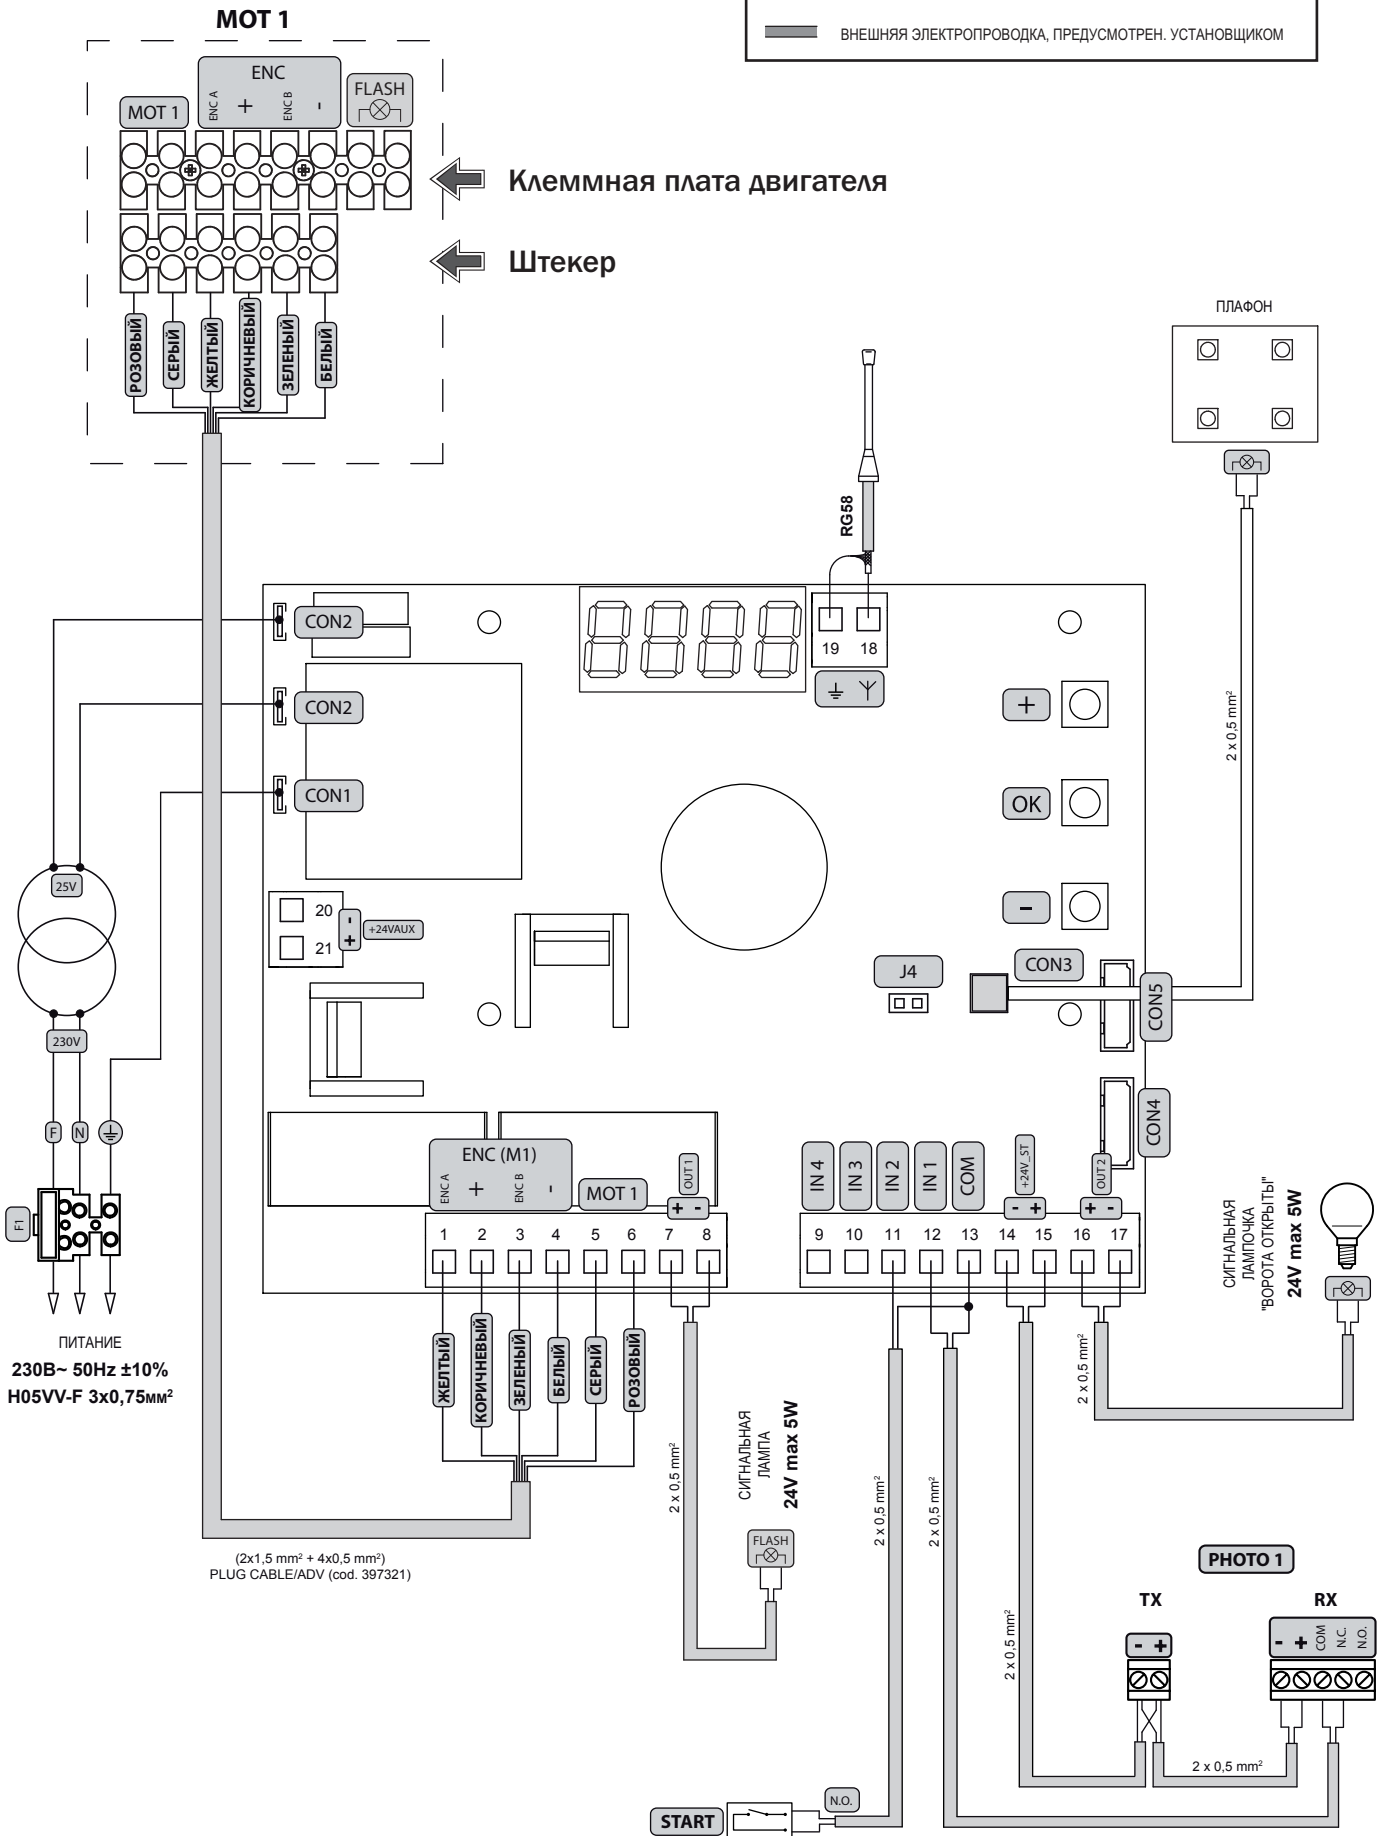 MOT 1
ВНЕШНЯЯ ЭЛЕКТРОПРОВОДКА, ПРЕДУСМОТРЕН. УСТАНОВЩИКОМ
ENC
ENC A
+
ENC B
-
FLASH
MOT 1
Клеммная плата двигателя
Штекер
РОЗОВЫЙ
СЕРЫЙ
ЖЕЛТЫЙ
КОРИЧНЕВЫЙ
ЗЕЛЕНЫЙ
БЕЛЫЙ
ПЛАФОН
RG58
2 x 0,5 mm²
CON2
19 18
CON2
+
CON1
OK
25V
-
20
21
- +
+24VAUX
J4
CON3
CON5
230V
CON4
F N
F1
ENC (M1)
ENC A
+
ENC B
-
MOT 1
OUT 1
+ -
IN 4
IN 3
IN 2
IN 1
COM
+24V_ST
- +
OUT 2
+ -
1 2 3 4 5 6 7 8
9 10 11 12 13 14 15 16 17
СИГНАЛЬНАЯ
ЛАМПОЧКА
"ВОРОТА ОТКРЫТЫ"
24V max 5W
ПИТАНИЕ
230В~ 50Hz ±10%
H05VV-F 3x0,75мм²
ЖЕЛТЫЙ
КОРИЧНЕВЫЙ
ЗЕЛЕНЫЙ
БЕЛЫЙ
СЕРЫЙ
РОЗОВЫЙ
2 x 0,5 mm²
СИГНАЛЬНАЯ
ЛАМПА
24V max 5W
2 x 0,5 mm²
2 x 0,5 mm²
2 x 0,5 mm²
FLASH
(2x1,5 mm² + 4x0,5 mm²)
PLUG CABLE/ADV (cod. 397321)
PHOTO 1
TX
RX
2 x 0,5 mm²
- +
- +
COM
N.C.
N.O.
2 x 0,5 mm²
N.O.
START